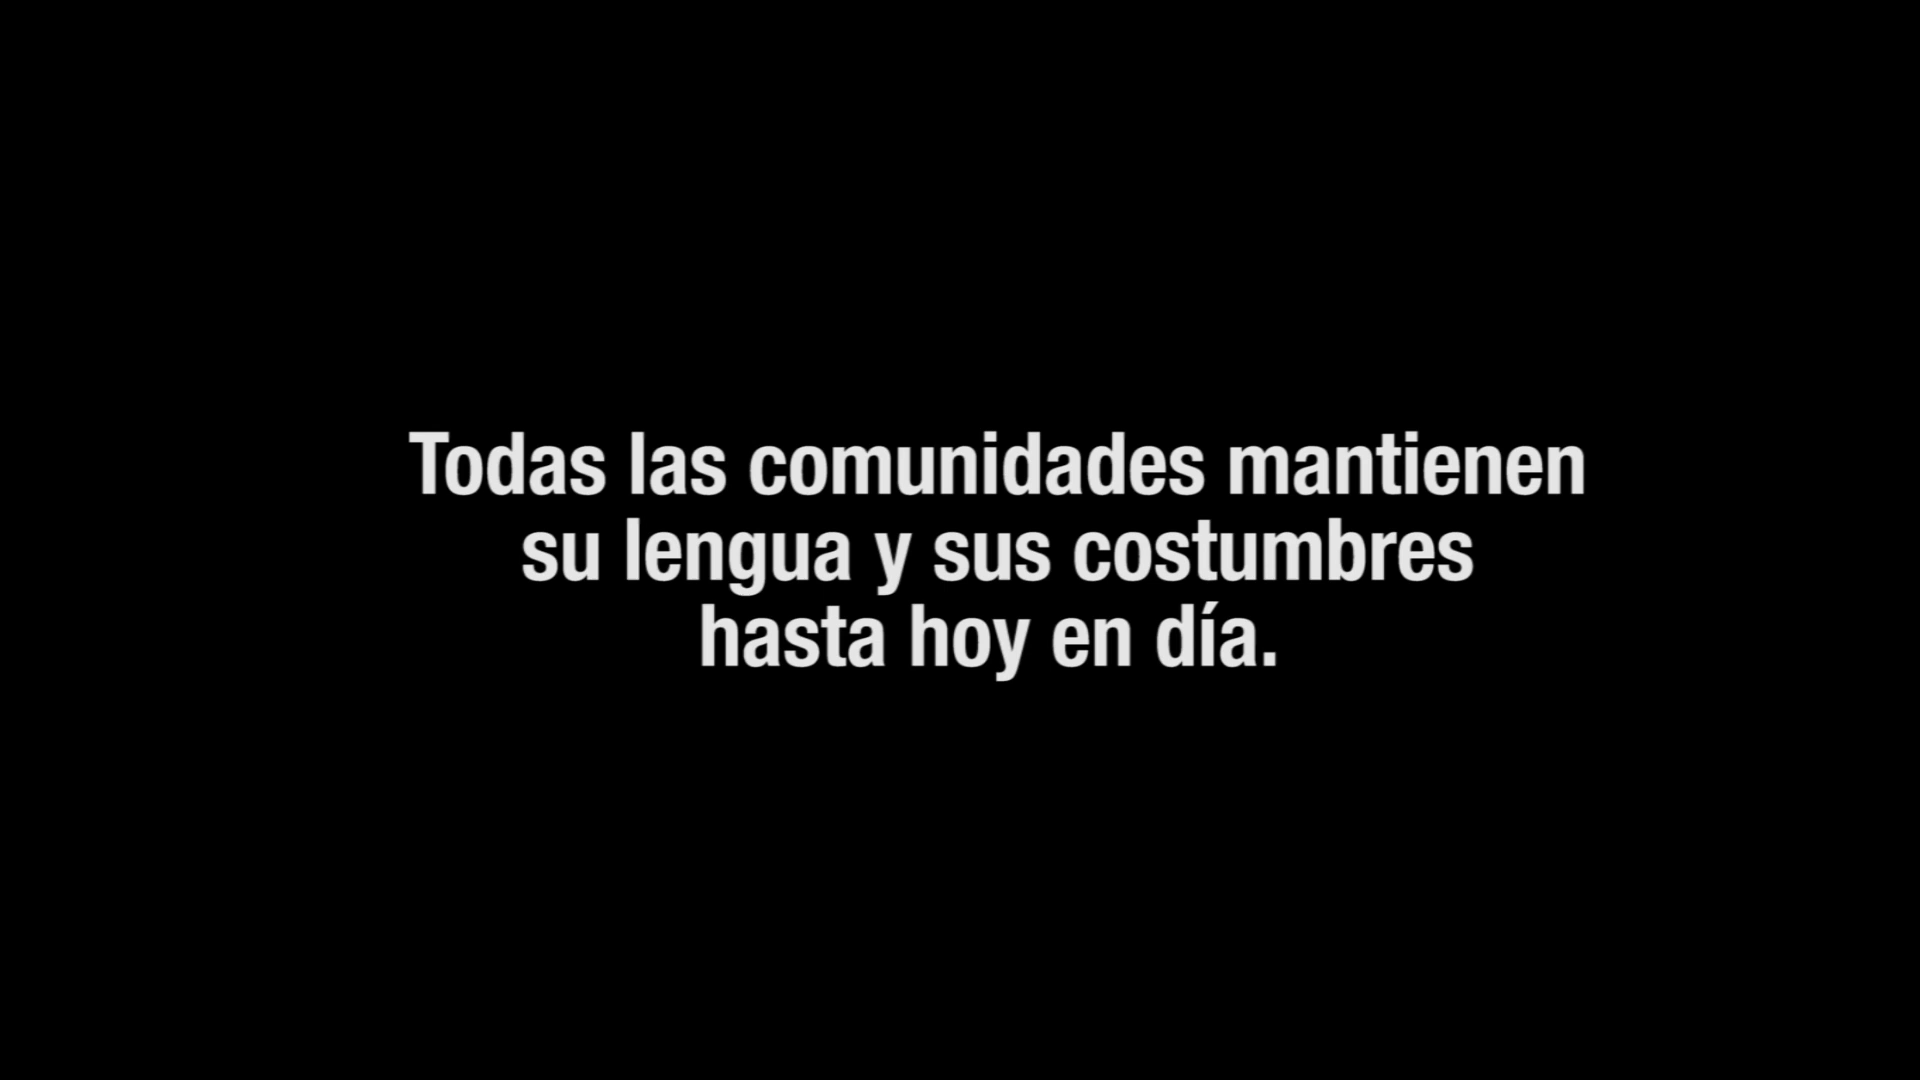 Todas las comunidades mantienen
su lengua y sus costumbres
hasta hoy en día.